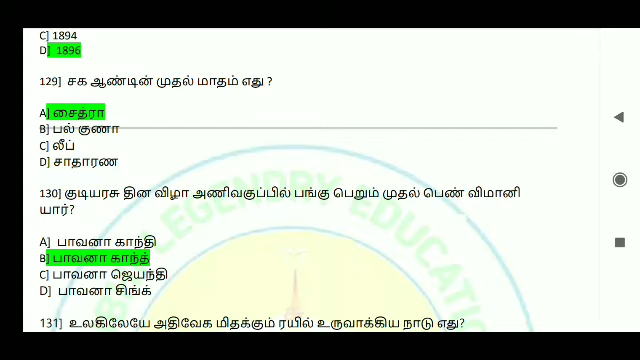 C] 1894
D] 1896
129] சக ஆண்டின் முதல் மாதம் எது ?
A] சைத்ரா
B] பல் குணா
C] லீப்
D] சாதாரண
130] குடியரசு தின விழா அணிவகுப்பில் பங்கு பெறும் முதல் பெண் விமானி
யார்?
A] பாவனா காந்தி
B] பாவனா காந்த்
C] பாவனா ஜெயந்தி
D] பாவனா சிங்க்
131] உலகிலேயே அதிவேக மிதக்கும் ரயில் உருவாக்கிய நாடு எது?